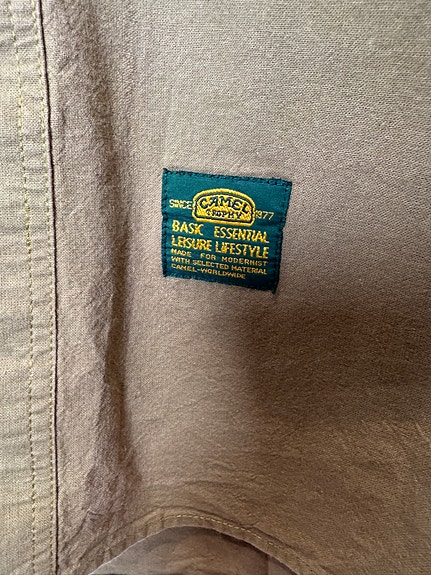 SINCE CAMEL 1977
TROPHY
BASIC ESSENTIAL
LEISURE LIFESTYLE
MADE FOR MODERNIST
WITH SELECTED MATERIAL
CAMEL-WORLDWIDE